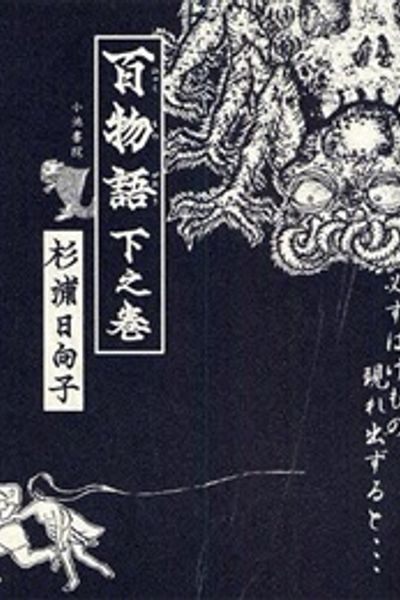 必ずばけもの
現れ出ずると・・・
百物語 下之巻
小池書院
杉浦日向子